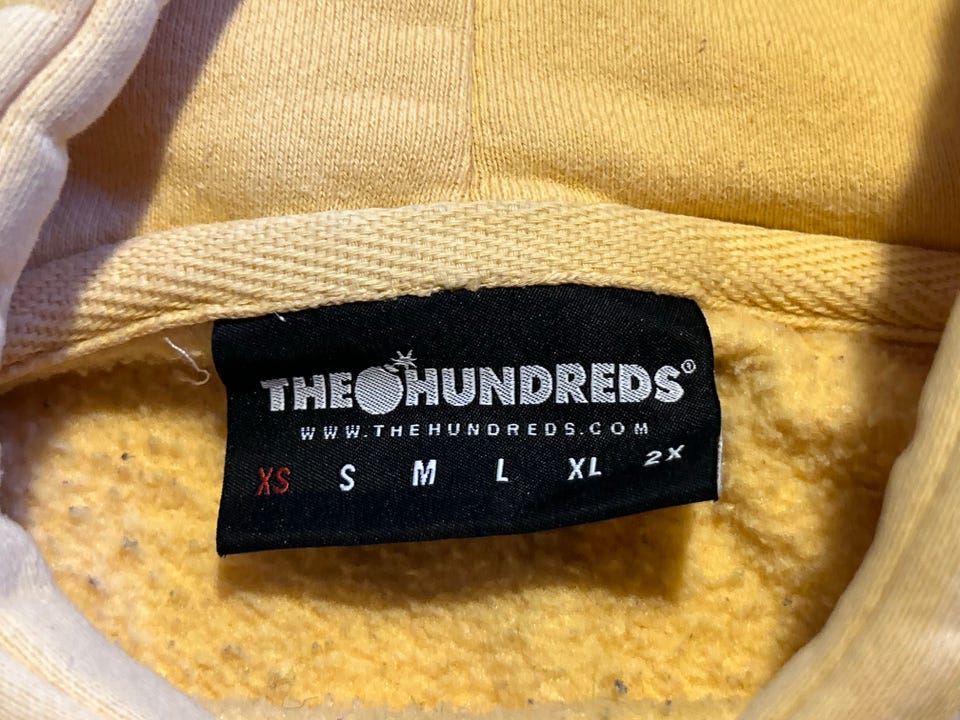 THE HUNDREDS®
WWW.THEHUNDREDS.COM
XS S M L XL 2X